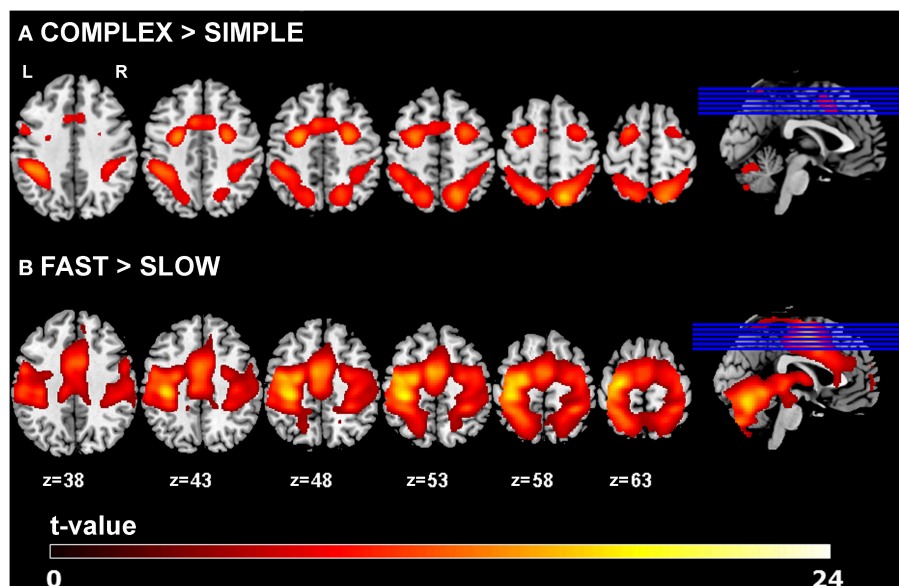 A COMPLEX > SIMPLE
L R
B FAST > SLOW
z=38 z=43 z=48 z=53 z=58 z=63
t-value
0 24